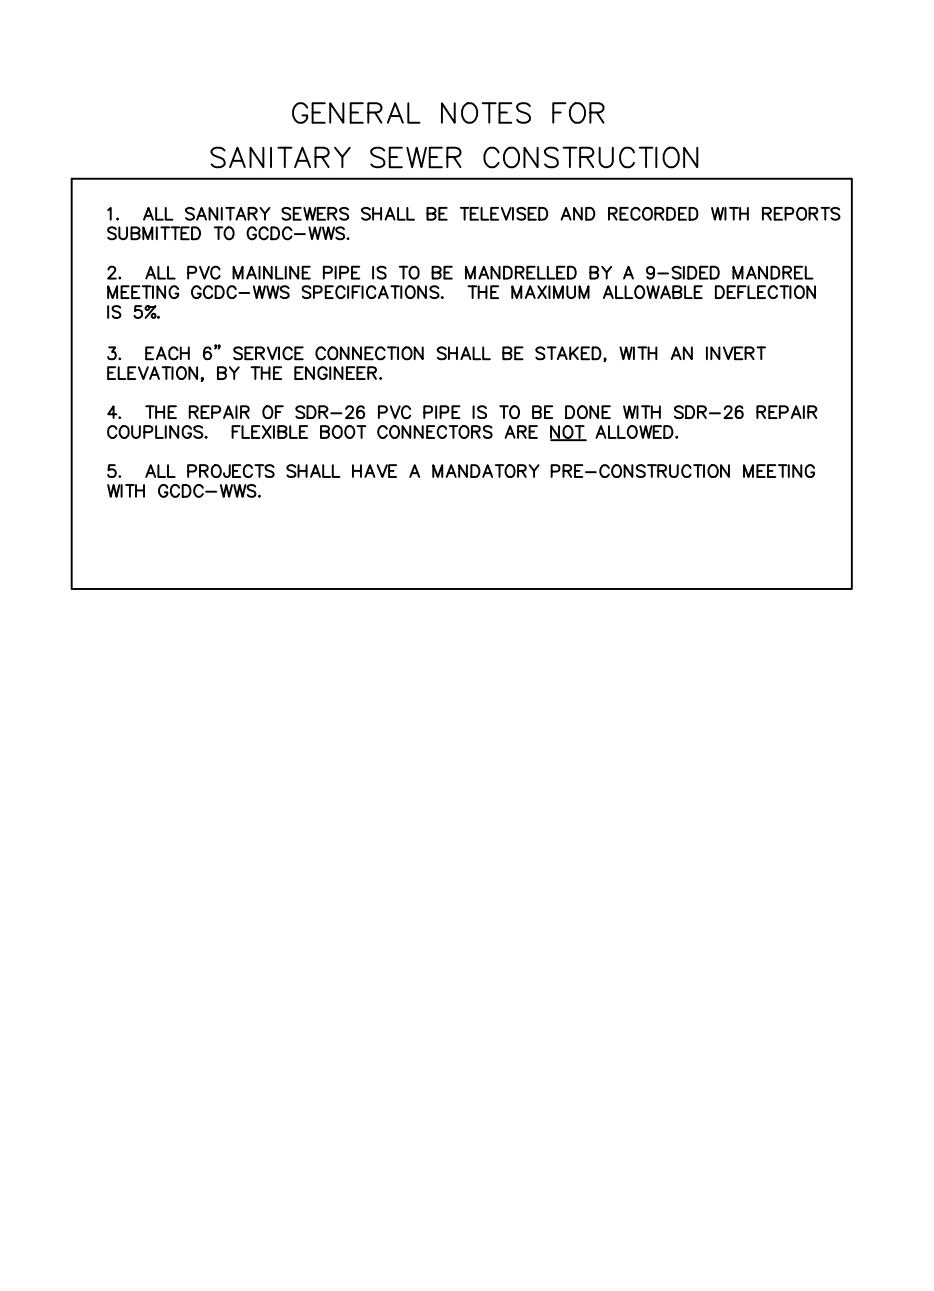 GENERAL NOTES FOR
SANITARY SEWER CONSTRUCTION
1. ALL SANITARY SEWERS SHALL BE TELEVISED AND RECORDED WITH REPORTS
SUBMITTED TO GCDC-WWS.
2. ALL PVC MAINLINE PIPE IS TO BE MANDRELLED BY A 9-SIDED MANDREL
MEETING GCDC-WWS SPECIFICATIONS. THE MAXIMUM ALLOWABLE DEFLECTION
IS 5%.
3. EACH 6" SERVICE CONNECTION SHALL BE STAKED, WITH AN INVERT
ELEVATION, BY THE ENGINEER.
4. THE REPAIR OF SDR-26 PVC PIPE IS TO BE DONE WITH SDR-26 REPAIR
COUPLINGS. FLEXIBLE BOOT CONNECTORS ARE NOT ALLOWED.
5. ALL PROJECTS SHALL HAVE A MANDATORY PRE-CONSTRUCTION MEETING
WITH GCDC-WWS.